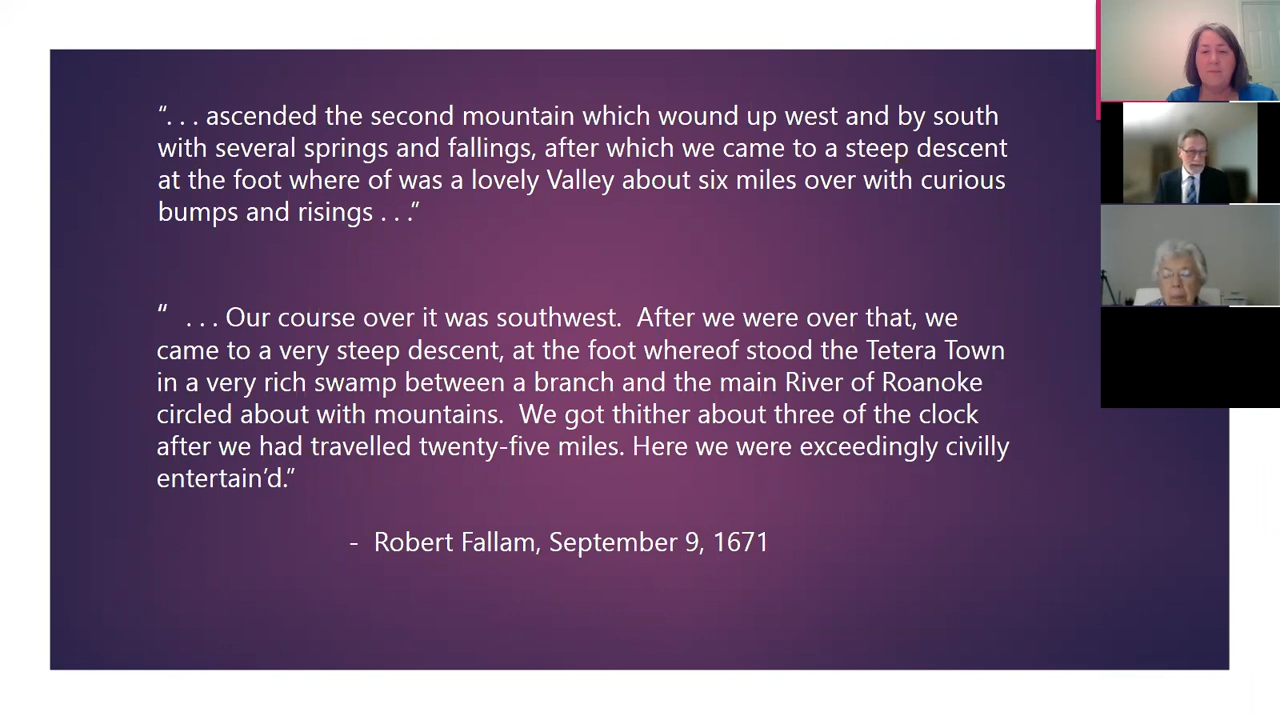 “. . . ascended the second mountain which wound up west and by south
with several springs and fallings, after which we came to a steep descent
at the foot where of was a lovely Valley about six miles over with curious
bumps and risings . . .”
“ . . . Our course over it was southwest.  After we were over that, we
came to a very steep descent, at the foot whereof stood the Tetera Town
in a very rich swamp between a branch and the main River of Roanoke
circled about with mountains.  We got thither about three of the clock
after we had travelled twenty-five miles. Here we were exceedingly civilly
entertain’d.”
- Robert Fallam, September 9, 1671